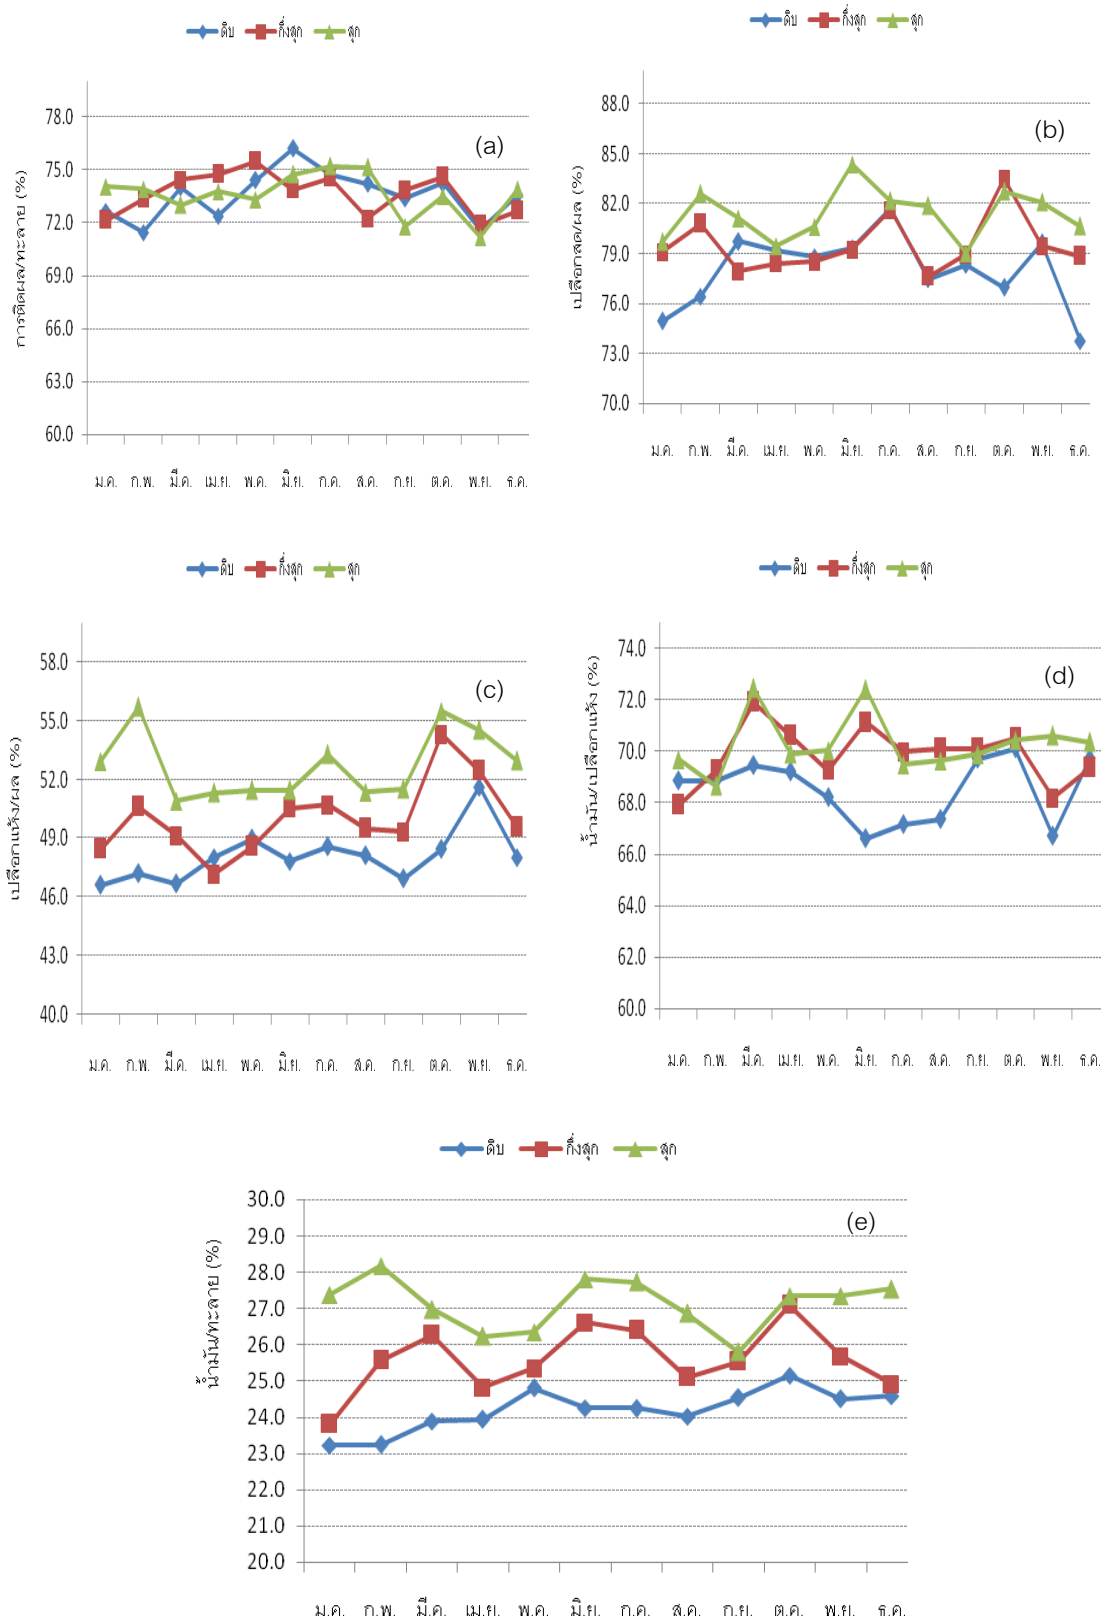 ดิบ กึ่งสุก สุก
ดิบ กึ่งสุก สุก
(a)
การติดผล/ทะลาย (%)
78.0
75.0
72.0
69.0
66.0
63.0
60.0
ม.ค. ก.พ. มี.ค. เม.ย. พ.ค. มิ.ย. ก.ค. ส.ค. ก.ย. ต.ค. พ.ย. ธ.ค.
(b)
เปลือกสด/ผล (%)
88.0
85.0
82.0
79.0
76.0
73.0
70.0
ม.ค. ก.พ. มี.ค. เม.ย. พ.ค. มิ.ย. ก.ค. ส.ค. ก.ย. ต.ค. พ.ย. ธ.ค.
ดิบ กึ่งสุก สุก
(c)
เปลือกแห้ง/ผล (%)
58.0
55.0
52.0
49.0
46.0
43.0
40.0
ม.ค. ก.พ. มี.ค. เม.ย. พ.ค. มิ.ย. ก.ค. ส.ค. ก.ย. ต.ค. พ.ย. ธ.ค.
ดิบ กึ่งสุก สุก
(d)
น้ำมัน/เปลือกแห้ง (%)
74.0
72.0
70.0
68.0
66.0
64.0
62.0
60.0
ม.ค. ก.พ. มี.ค. เม.ย. พ.ค. มิ.ย. ก.ค. ส.ค. ก.ย. ต.ค. พ.ย. ธ.ค.
ดิบ กึ่งสุก สุก
(e)
น้ำมัน/ทะลาย (%)
30.0
29.0
28.0
27.0
26.0
25.0
24.0
23.0
22.0
21.0
20.0
ม.ค. ก.พ. มี.ค. เม.ย. พ.ค. มิ.ย. ก.ค. ส.ค. ก.ย. ต.ค. พ.ย. ธ.ค.